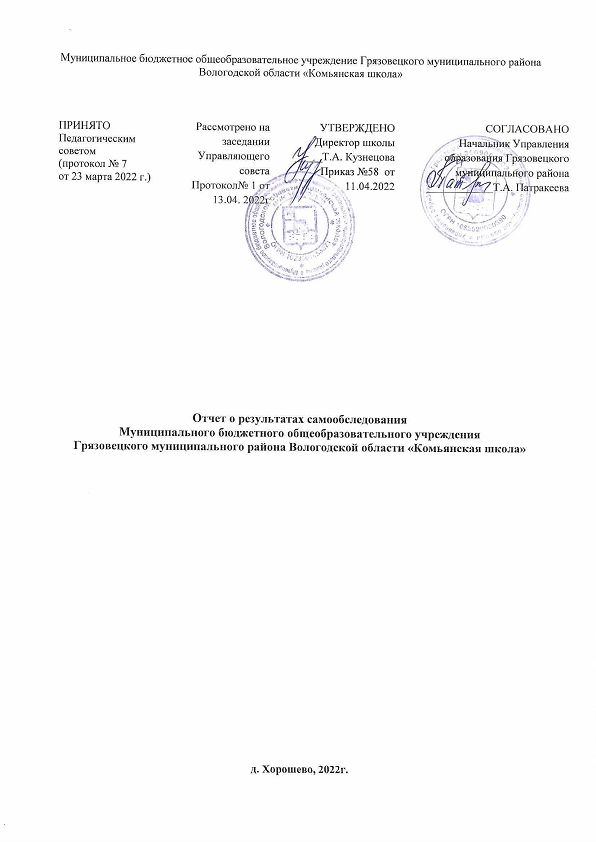 Муниципальное бюджетное общеобразовательное учреждение Грязовецкого муниципального района
Вологодской области «Комьянская школа»
ПРИНЯТО
Педагогическим
советом
(протокол № 7
от 23 марта 2022 г.)
Рассмотрено на
заседании
Управляющего
совета
Протокол№ 1 от
13.04. 2022г
УТВЕРЖДЕНО
Директор школы
Т.А. Кузнецова
Приказ №58 от
11.04.2022
СОГЛАСОВАНО
Начальник Управления
образования Грязовецкого
муниципального района
Т.А. Патракеева
Отчет о результатах самообследования
Муниципального бюджетного общеобразовательного учреждения
Грязовецкого муниципального района Вологодской области «Комьянская школа»
д. Хорошево, 2022г.